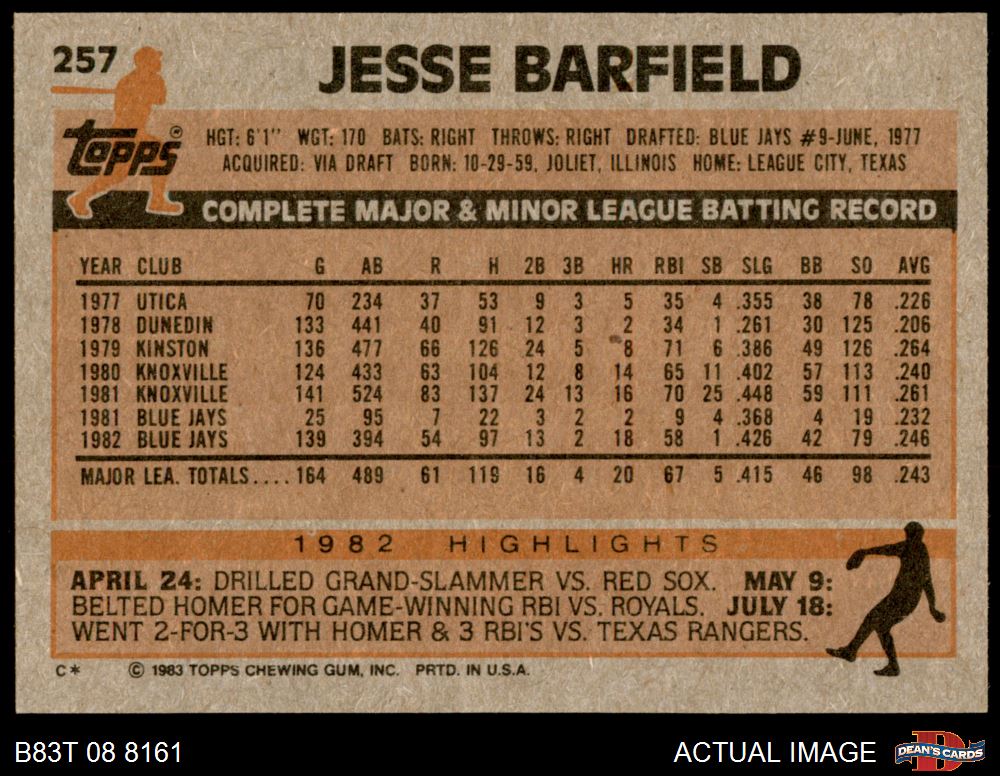 257 JESSE BARFIELD
Topps®
HGT: 6'1" WGT: 170 BATS: RIGHT THROWS: RIGHT DRAFTED: BLUE JAYS #9-JUNE, 1977
ACQUIRED: VIA DRAFT BORN: 10-29-59, JOLIET, ILLINOIS HOME: LEAGUE CITY, TEXAS
COMPLETE MAJOR & MINOR LEAGUE BATTING RECORD
YEAR CLUB G AB R H 2B 3B HR RBI SB SLG BB SO AVG
1977 UTICA 70 234 37 53 9 3 5 35 4 .355 38 78 .226
1978 DUNEDIN 133 441 40 91 12 3 2 34 1 .261 30 125 .206
1979 KINSTON 136 477 66 126 24 5 8 71 6 .386 49 126 .264
1980 KNOXVILLE 124 433 63 104 12 8 14 65 11 .402 57 113 .240
1981 KNOXVILLE 141 524 83 137 24 13 16 70 25 .448 59 111 .261
1981 BLUE JAYS 25 95 7 22 3 2 2 9 4 .368 4 19 .232
1982 BLUE JAYS 139 394 54 97 13 2 18 58 1 .426 42 79 .246
MAJOR LEA. TOTALS.... 164 489 61 119 16 4 20 67 5 .415 46 98 .243
1982 HIGHLIGHTS
APRIL 24: DRILLED GRAND-SLAMMER VS. RED SOX. MAY 9:
BELTED HOMER FOR GAME-WINNING RBI VS. ROYALS. JULY 18:
WENT 2-FOR-3 WITH HOMER & 3 RBI'S VS. TEXAS RANGERS.
C* © 1983 TOPPS CHEWING GUM, INC. PRTD. IN U.S.A.
B83T 08 8161 ACTUAL IMAGE DEAN'S CARDS